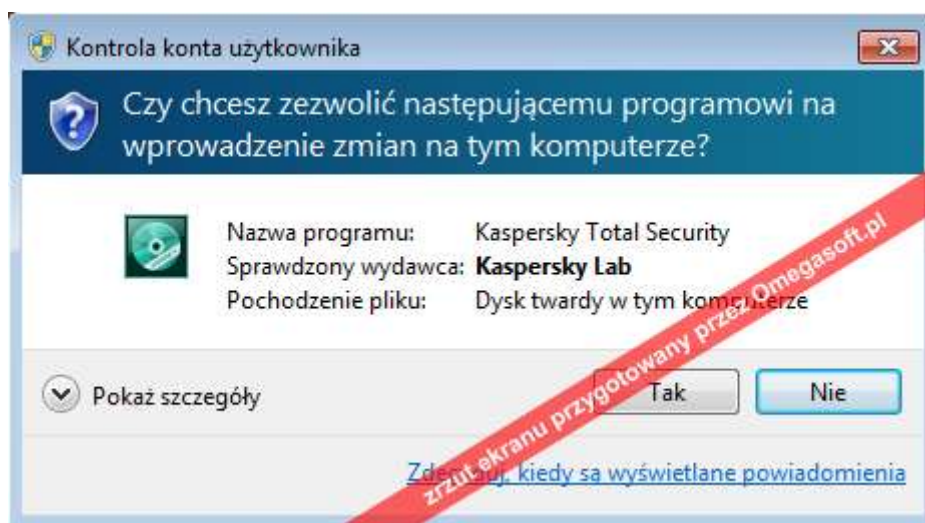 Kontrola konta użytkownika
Czy chcesz zezwolić następującemu programowi na
wprowadzenie zmian na tym komputerze?
Nazwa programu: Kaspersky Total Security
Sprawdzony wydawca: Kaspersky Lab
Pochodzenie pliku: Dysk twardy w tym komputerze
Pokaż szczegóły
Tak
Nie
kiedy są wyświetlane powiadomienia
zrzut ekranu przygotowany przez Omegasoft.pl